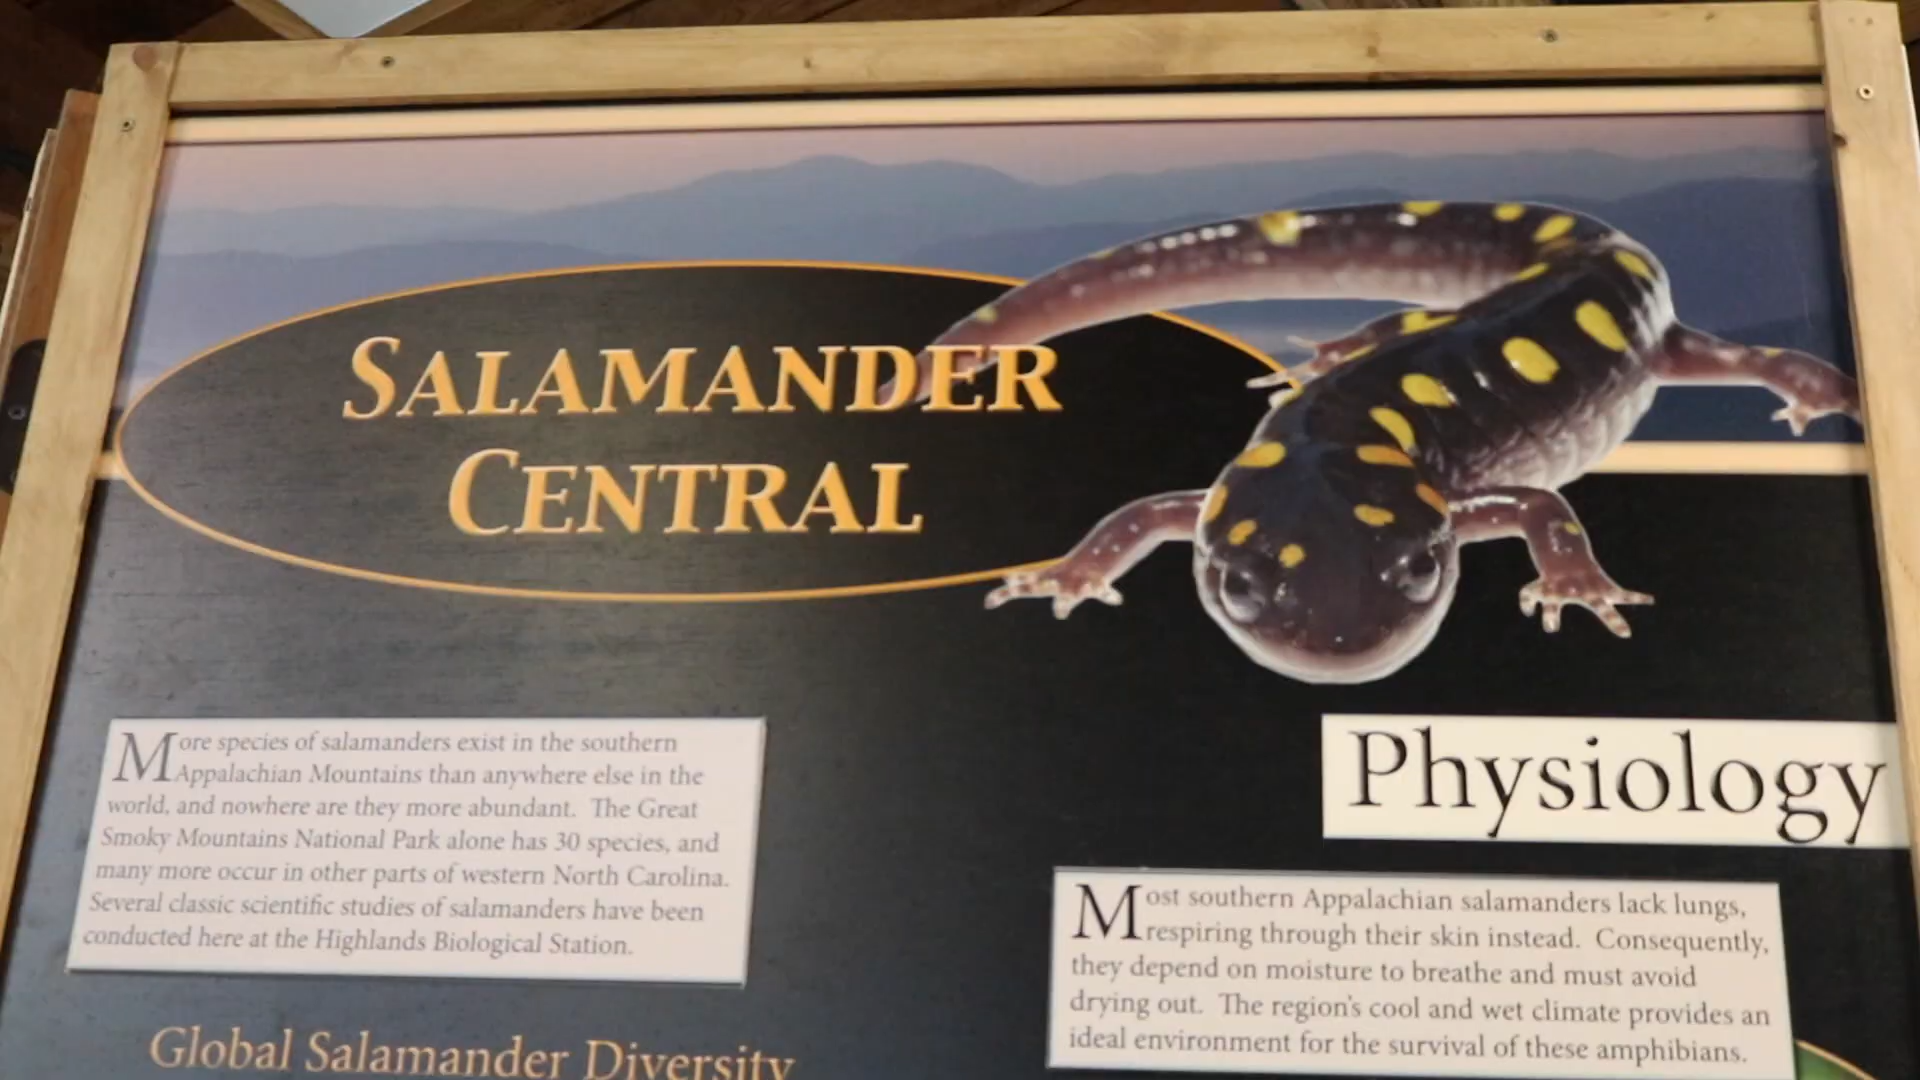 SALAMANDER
CENTRAL
More species of salamanders exist in the southern
Appalachian Mountains than anywhere else in the
world, and nowhere are they more abundant. The Great
Smoky Mountains National Park alone has 30 species, and
many more occur in other parts of western North Carolina.
Several classic scientific studies of salamanders have been
conducted here at the Highlands Biological Station.
Global Salamander Diversity
Physiology
Most southern Appalachian salamanders lack lungs,
respiring through their skin instead. Consequently,
they depend on moisture to breathe and must avoid
drying out. The region's cool and wet climate provides an
ideal environment for the survival of these amphibians.